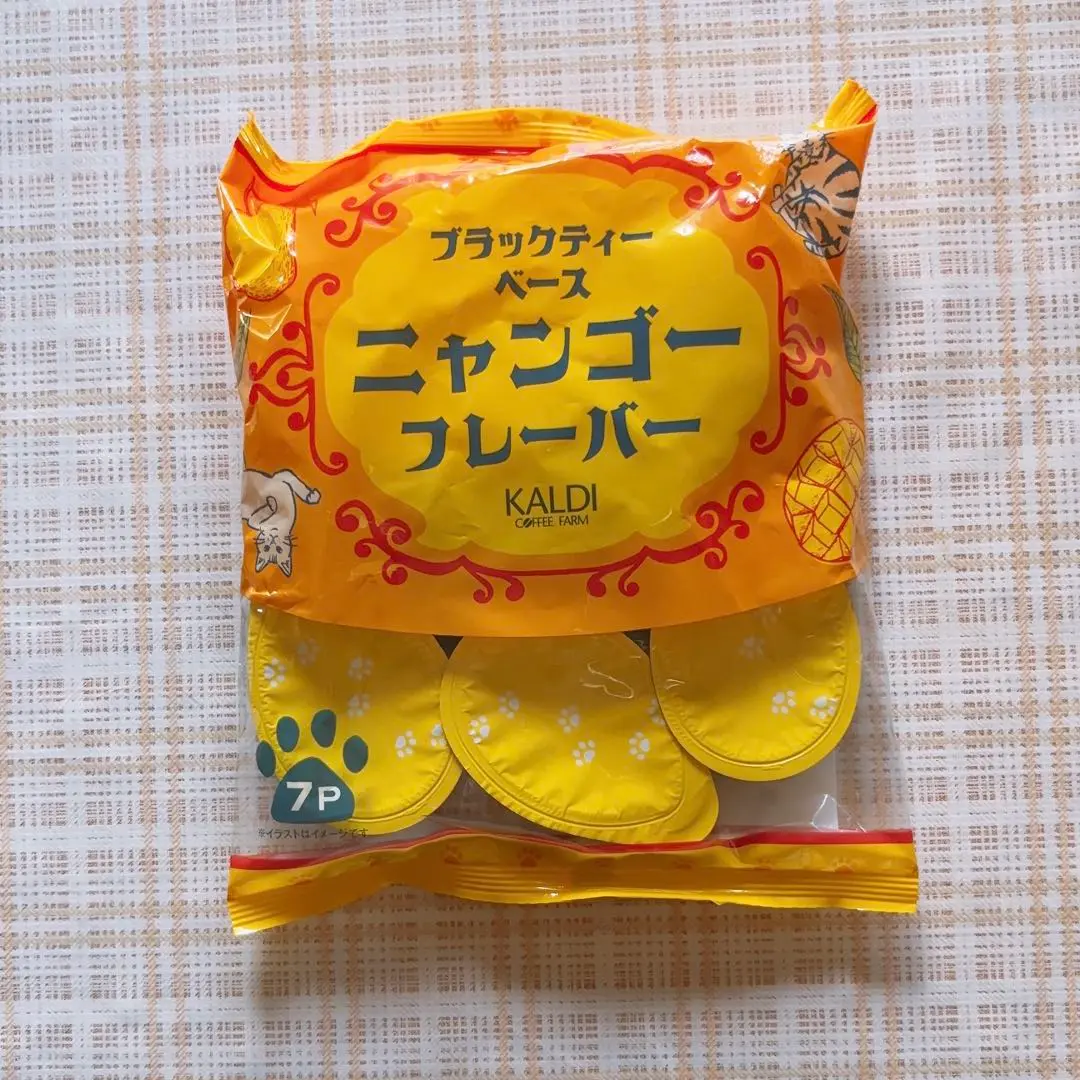 ブラックティー
ベース
ニャンゴー
フレーバー
KALDI
COFFEE FARM
7P
※イラストはイメージです